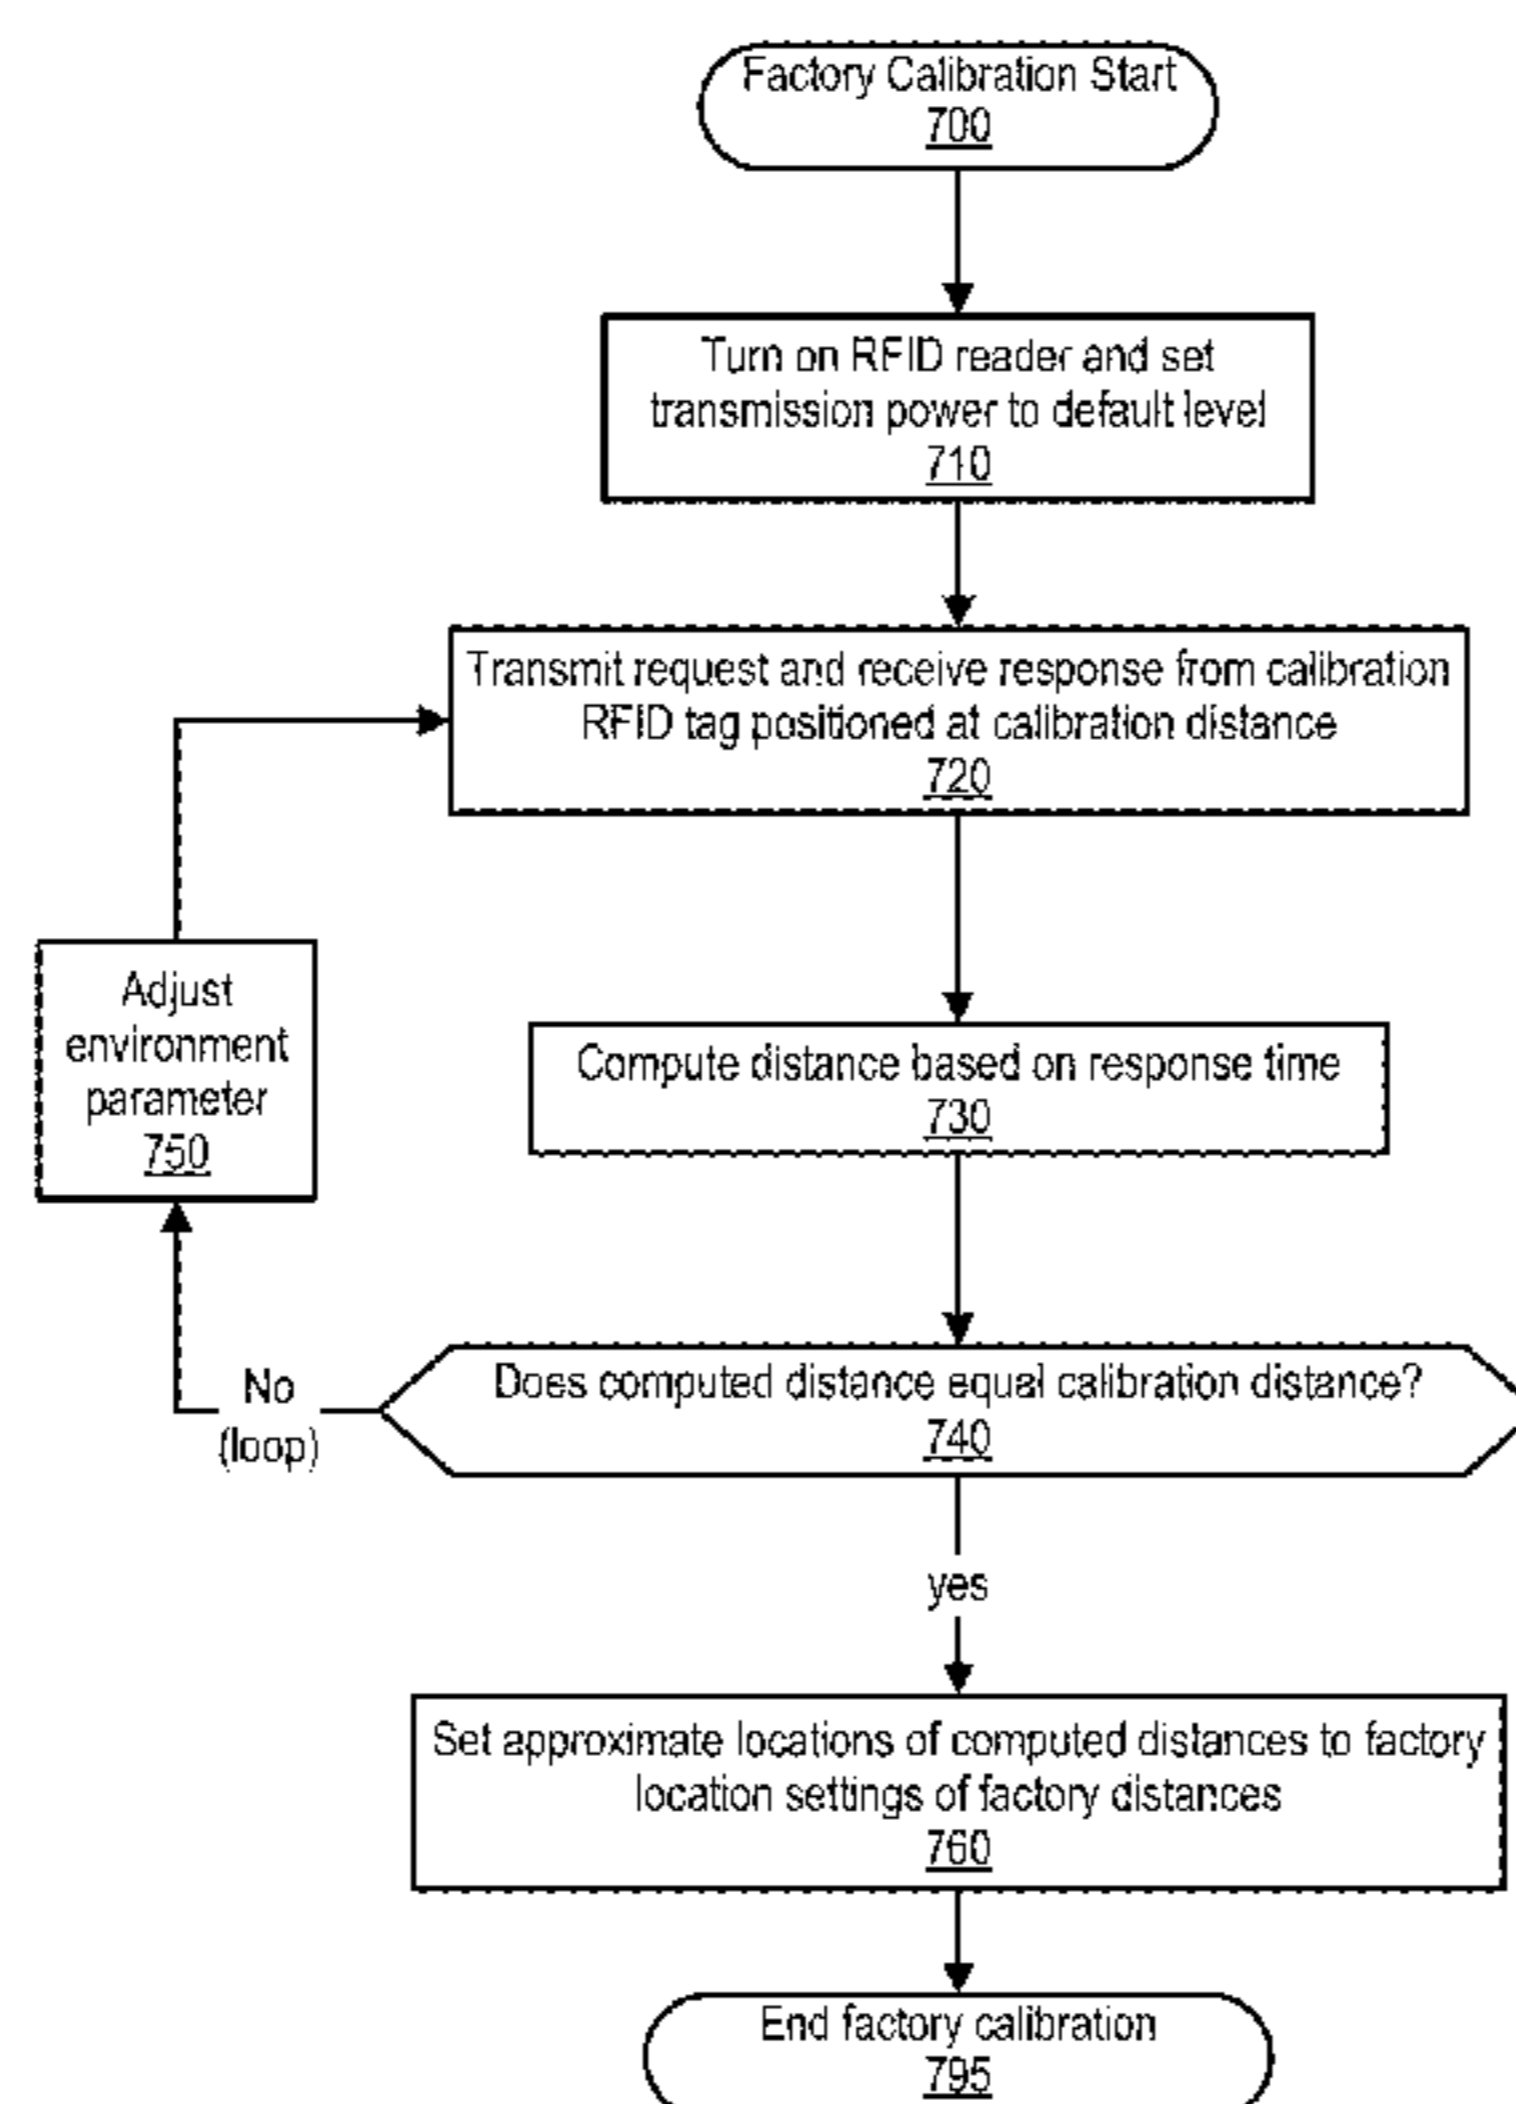 Factory Calibration Start
700
Turn on RFID reader and set
transmission power to default level
710
Transmit request and receive response from calibration
RFID tag positioned at calibration distance
720
Adjust
environment
parameter
750
Compute distance based on response time
730
Does computed distance equal calibration distance?
740
No
(loop)
yes
Set approximate locations of computed distances to factory
location settings of factory distances
760
End factory calibration
795